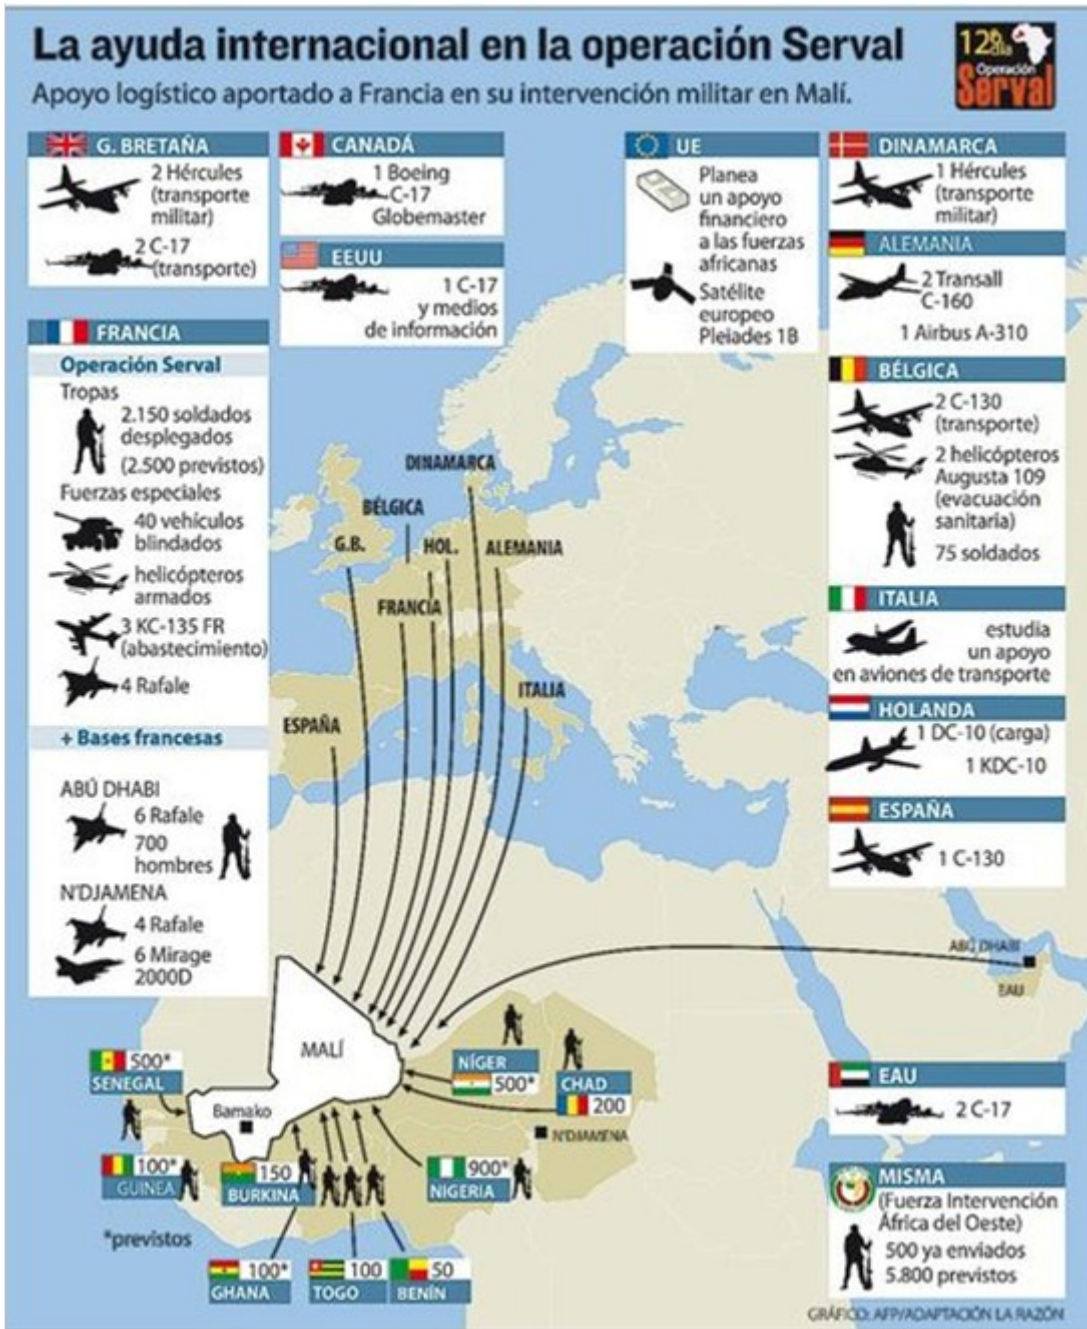 La ayuda internacional en la operación Serval
Apoyo logístico aportado a Francia en su intervención militar en Malí.
12º
día
Operación
Serval
G. BRETAÑA
2 Hércules
(transporte
militar)
2 C-17
(transporte)
CANADÁ
1 Boeing
C-17
Globemaster
EEUU
1 C-17
y medios
de información
UE
Planea
un apoyo
financiero
a las fuerzas
africanas
Satélite
europeo
Pleiades 1B
DINAMARCA
1 Hércules
(transporte
militar)
ALEMANIA
2 Transall
C-160
1 Airbus A-310
BÉLGICA
2 C-130
(transporte)
2 helicópteros
Augusta 109
(evacuación
sanitaria)
75 soldados
ITALIA
estudia
un apoyo
en aviones de transporte
HOLANDA
1 DC-10 (carga)
1 KDC-10
ESPAÑA
1 C-130
FRANCIA
Operación Serval
Tropas
2.150 soldados
desplegados
(2.500 previstos)
Fuerzas especiales
40 vehículos
blindados
helicópteros
armados
3 KC-135 FR
(abastecimiento)
4 Rafale
+ Bases francesas
ABÚ DHABI
6 Rafale
700
hombres
N'DJAMENA
4 Rafale
6 Mirage
2000D
DINAMARCA
BÉLGICA
G.B.
HOL.
ALEMANIA
FRANCIA
ITALIA
ESPAÑA
ABÚ DHABI
EAU
MALÍ
Bamako
500*
SENEGAL
NÍGER
500*
CHAD
200
N'DJAMENA
100*
GUINEA
150
BURKINA
900*
NIGERIA
*previstos
100*
GHANA
100
TOGO
50
BENÍN
EAU
2 C-17
MISMA
(Fuerza Intervención
África del Oeste)
500 ya enviados
5.800 previstos
GRÁFICO: AFP/ADAPTACIÓN LA RAZÓN